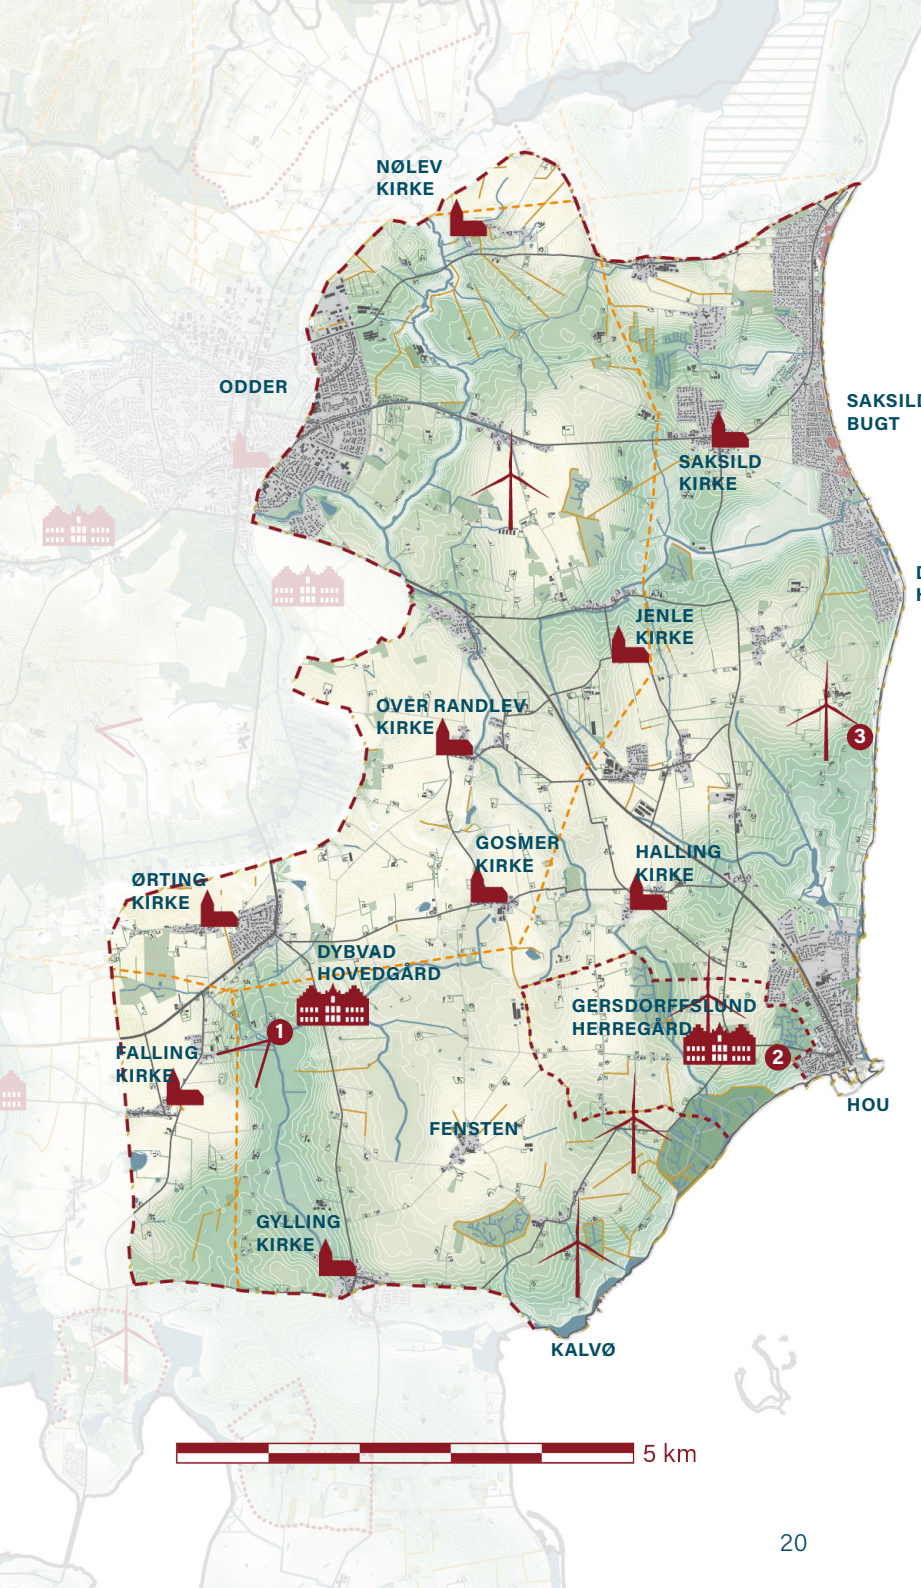 NØLEV
KIRKE
ODDER
SAKSILD
BUGT
SAKSILD
KIRKE
JENLE
KIRKE
OVER RANDLEV
KIRKE
3
GOSMER
KIRKE
HALLING
KIRKE
ØRTING
KIRKE
DYBVAD
HOVEDGÅRD
GERSDORFFSLUND
HERREGÅRD
1
2
FALLING
KIRKE
HOU
FENSTEN
GYLLING
KIRKE
KALVØ
5 km
20